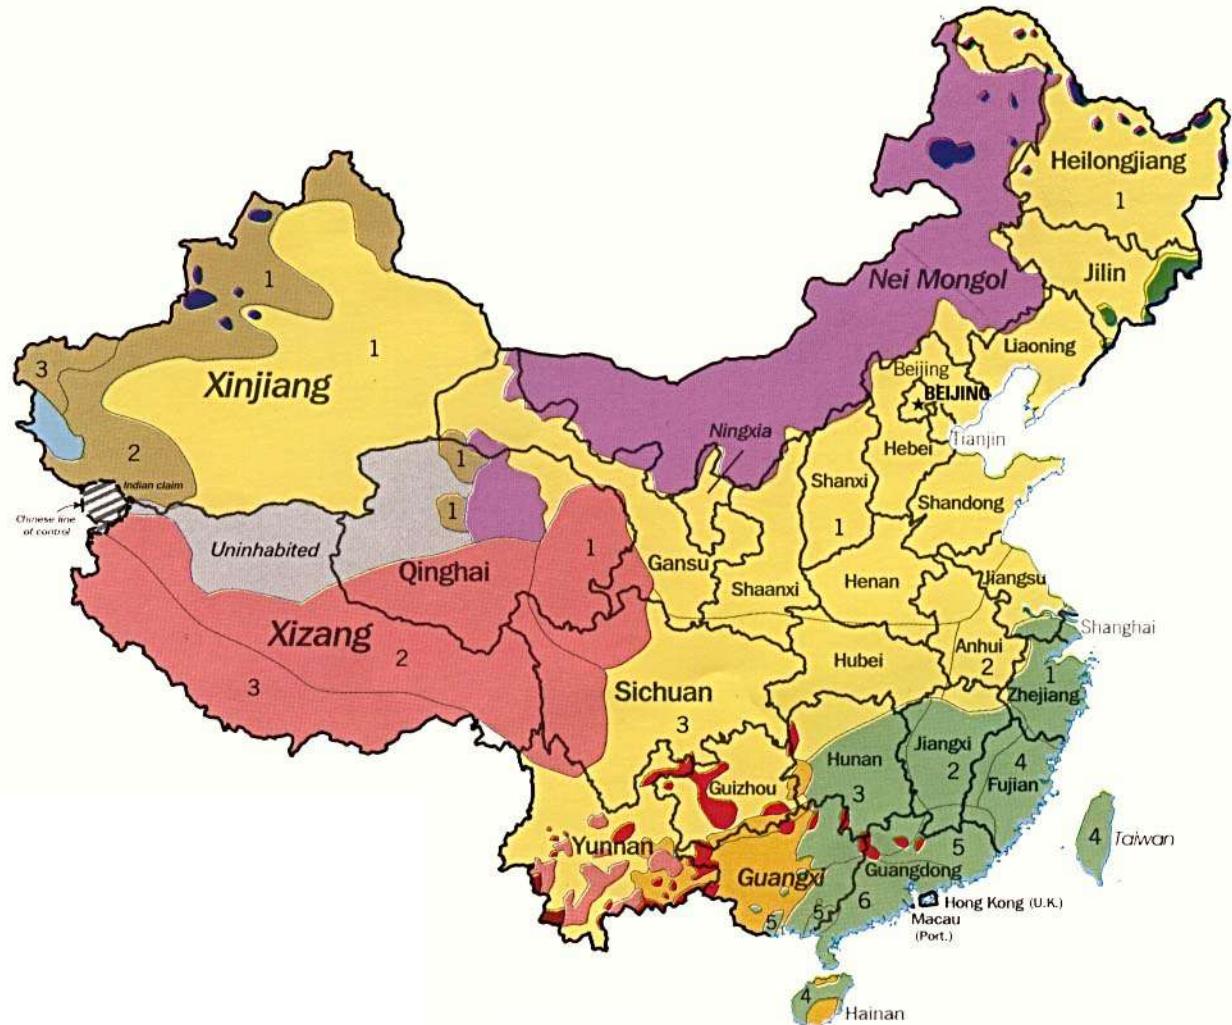 Heilongjiang
1
Jilin
Nei Mongol
Liaoning
1
3
1
Xinjiang
Beijing
BEIJING
Tianjin
Ningxia
Hebei
2
1
Shanxi
Shandong
Indian claim
1
Chinese line
of control
1
Uninhabited
1
Qinghai
Gansu
Henan
Jiangsu
Shaanxi
Shanghai
Xizang
2
Hubei
Anhui
2
1
3
Sichuan
Zhejiang
3
Jiangxi
Hunan
4
2
Fujian
Guizhou
3
4
Taiwan
Yunnan
5
Guangxi
Guangdong
6
Hong Kong (U.K.)
5
5
Macau
(Port.)
4
Hainan